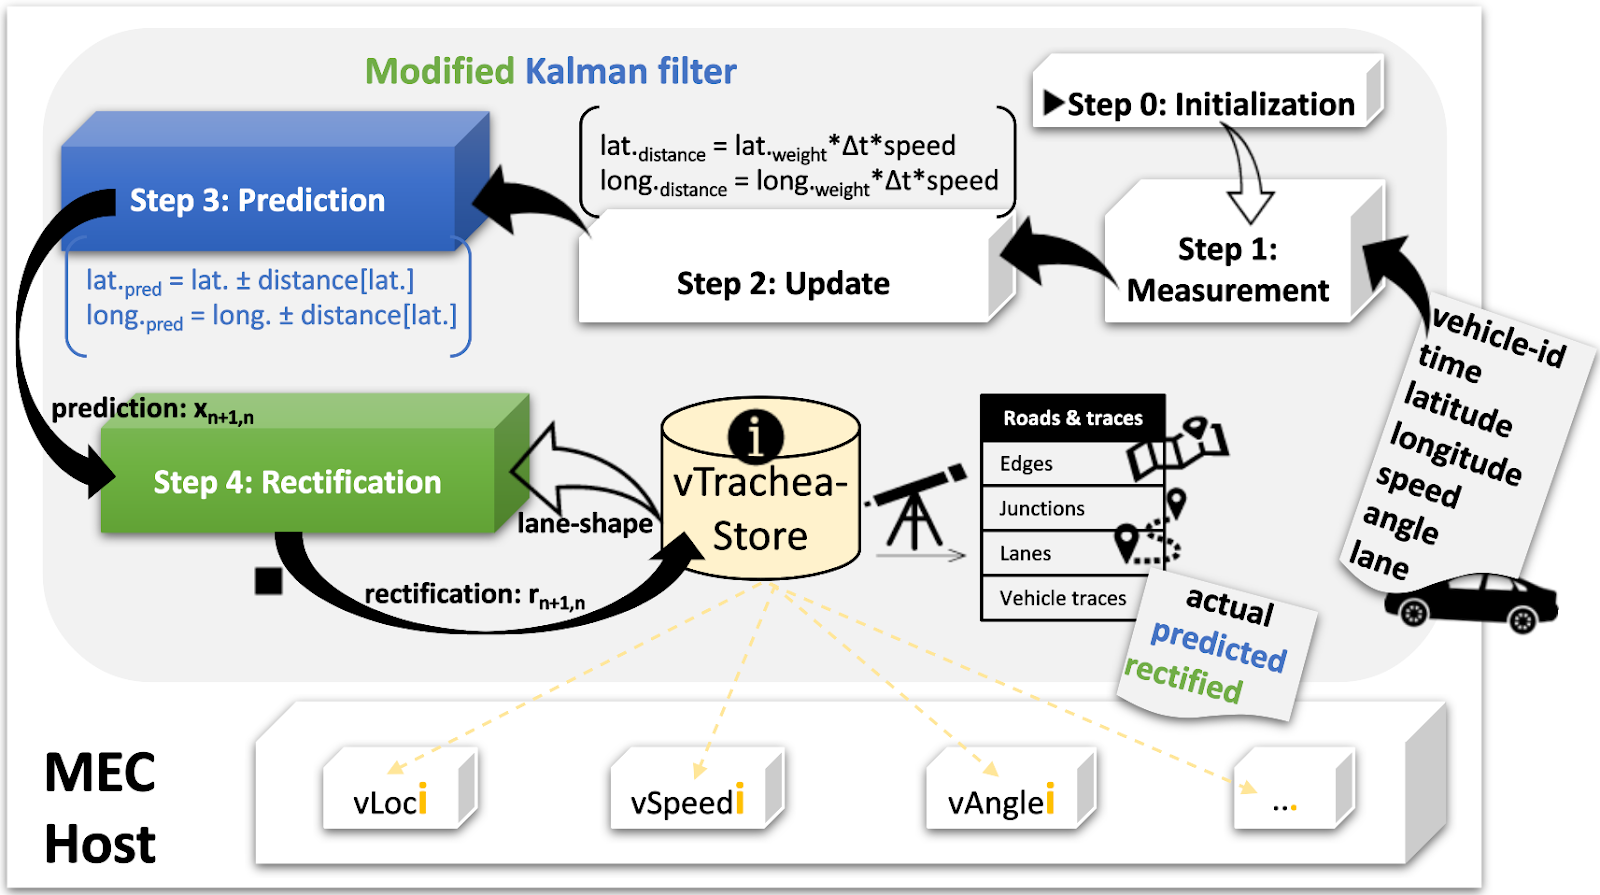 Modified Kalman filter
Step 0: Initialization
lat.distance = lat.weight*Δt*speed
long.distance = long.weight*Δt*speed
Step 3: Prediction
Step 2: Update
Step 1:
Measurement
lat.pred = lat. ± distance[lat.]
long.pred = long. ± distance[lat.]
vehicle-id
time
latitude
longitude
speed
angle
lane
prediction: xn+1,n
Step 4: Rectification
lane-shape
rectification: rn+1,n
i
vTrachea-
Store
Roads & traces
Edges
Junctions
Lanes
Vehicle traces
actual
predicted
rectified
MEC
Host
vLoci
vSpeedi
vAnglei
...